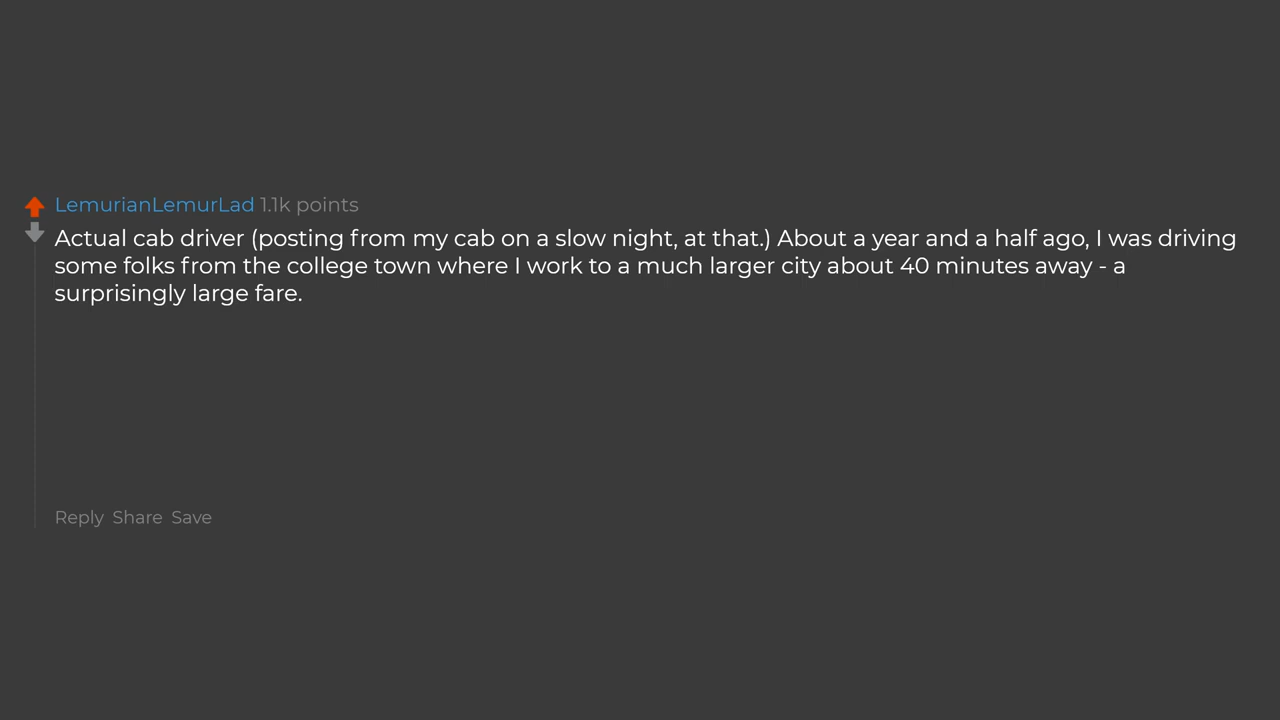 LemurianLemurLad 1.1k points
Actual cab driver (posting from my cab on a slow night, at that.) About a year and a half ago, I was driving
some folks from the college town where I work to a much larger city about 40 minutes away - a
surprisingly large fare.
Reply Share Save